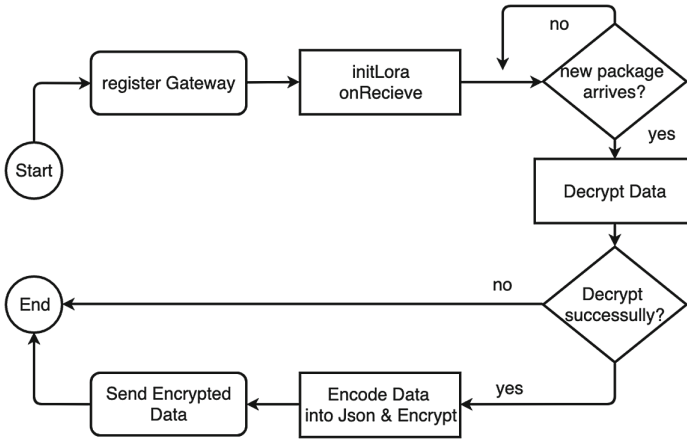 no
register Gateway
initLora
onRecieve
new package
arrives?
yes
Start
Decrypt Data
no
End
Decrypt
successully?
yes
Send Encrypted
Data
Encode Data
into Json & Encrypt